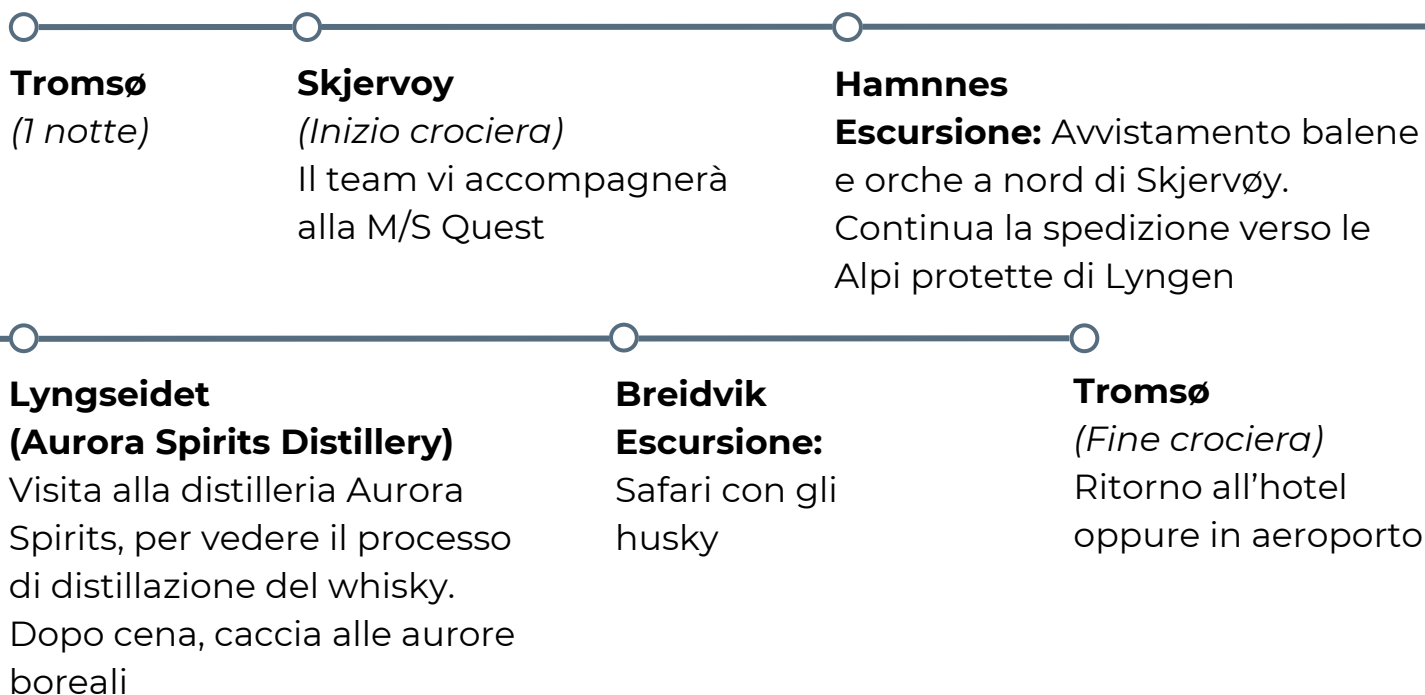 Tromsø
(1 notte)
Skjervoy
(Inizio crociera)
Il team vi accompagnerà
alla M/S Quest
Hamnnes
Escursione: Avvistamento balene
e orche a nord di Skjervøy.
Continua la spedizione verso le
Alpi protette di Lyngen
Lyngseidet
(Aurora Spirits Distillery)
Visita alla distilleria Aurora
Spirits, per vedere il processo
di distillazione del whisky.
Dopo cena, caccia alle aurore
boreali
Breidvik
Escursione:
Safari con gli
husky
Tromsø
(Fine crociera)
Ritorno all’hotel
oppure in aeroporto